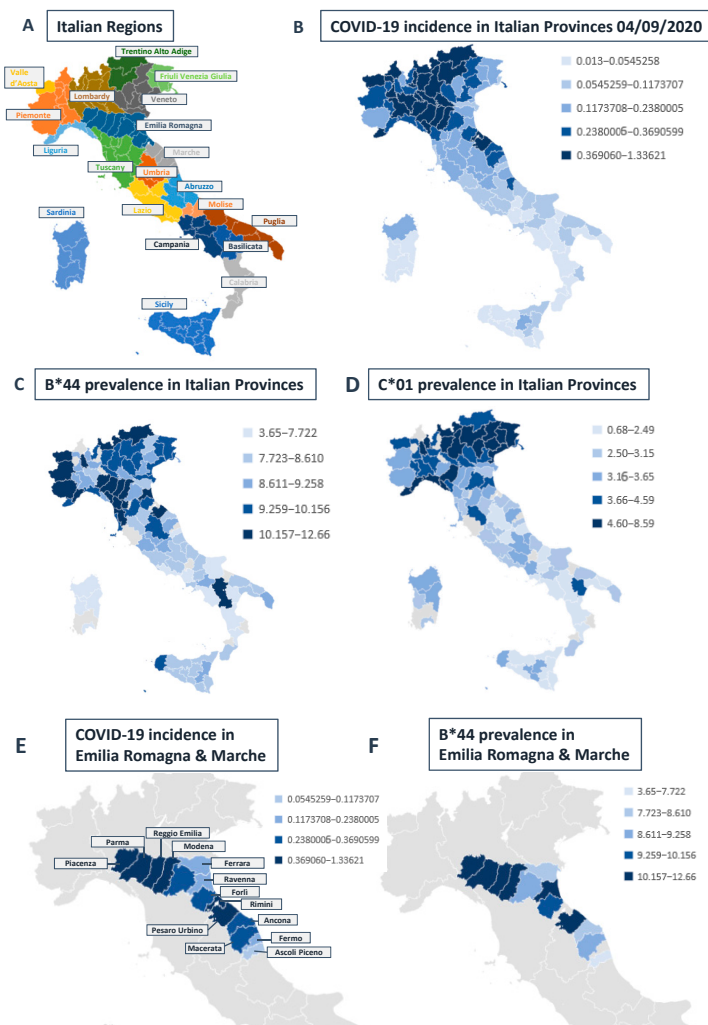 A
Italian Regions
Trentino Alto Adige
Valle
d'Aosta
Friuli Venezia Giulia
Lombardy
Veneto
Piemonte
Emilia Romagna
Liguria
Marche
Tuscany
Umbria
Abruzzo
Sardinia
Lazio
Molise
Puglia
Campania
Basilicata
Calabria
Sicily
B
COVID-19 incidence in Italian Provinces 04/09/2020
0.013–0.0545258
0.0545259–0.1173707
0.1173708–0.2380005
0.2380005–0.3690599
0.369060–1.33621
C
B*44 prevalence in Italian Provinces
3.65–7.722
7.723–8.610
8.611–9.258
9.259–10.156
10.157–12.66
D
C*01 prevalence in Italian Provinces
0.68–2.49
2.50–3.15
3.15–3.65
3.66–4.59
4.60–8.59
E
COVID-19 incidence in
Emilia Romagna & Marche
0.0545259–0.1173707
0.1173708–0.2380005
0.2380005–0.3690599
0.369060–1.33621
Reggio Emilia
Parma
Modena
Piacenza
Ferrara
Ravenna
Forlì
Rimini
Ancona
Pesaro Urbino
Fermo
Macerata
Ascoli Piceno
F
B*44 prevalence in
Emilia Romagna & Marche
3.65–7.722
7.723–8.610
8.611–9.258
9.259–10.156
10.157–12.66